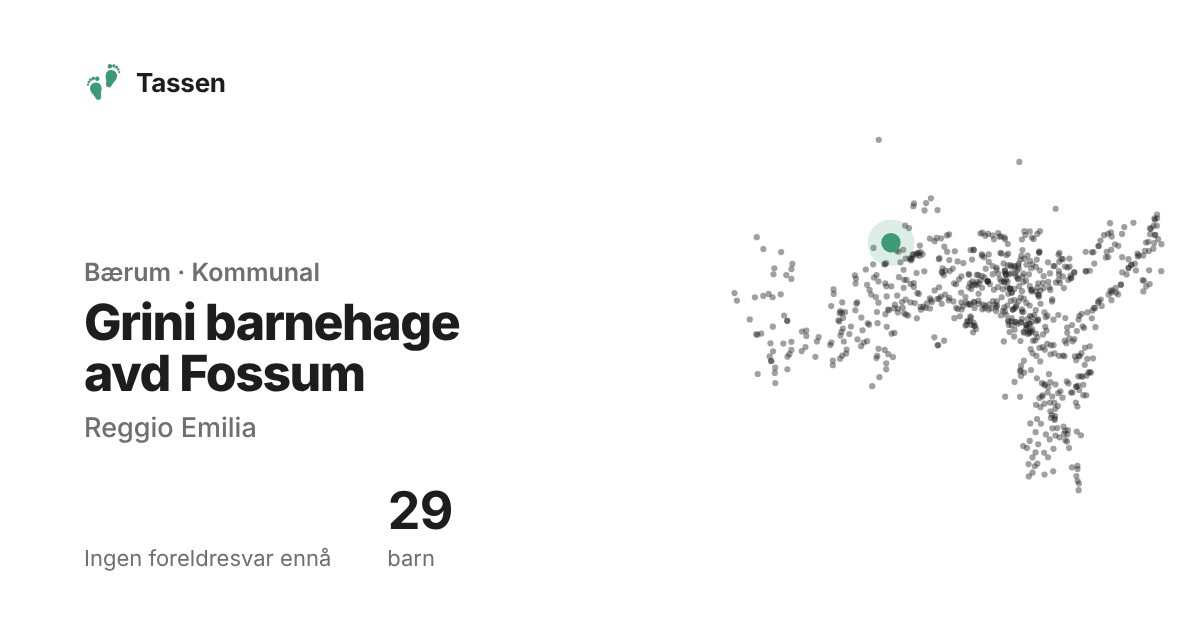 Tassen
Bærum · Kommunal
Grini barnehage
avd Fossum
Reggio Emilia
29
Ingen foreldresvar ennå
barn